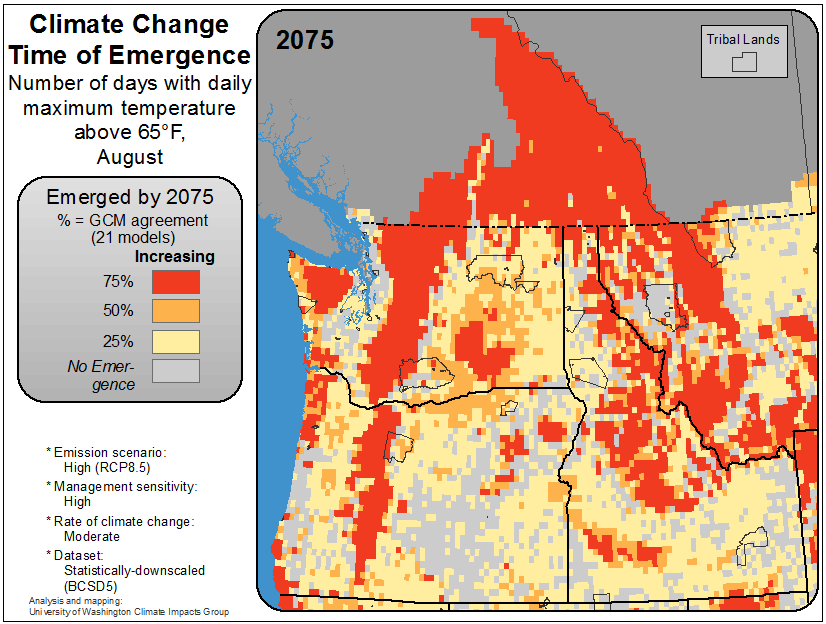 Climate Change
Time of Emergence
Number of days with daily
maximum temperature
above 65°F,
August
Emerged by 2075
% = GCM agreement
(21 models)
Increasing
75%
50%
25%
No Emer-
gence
* Emission scenario:
High (RCP8.5)
* Management sensitivity:
High
* Rate of climate change:
Moderate
* Dataset:
Statistically-downscaled
(BCSD5)
Analysis and mapping:
University of Washington Climate Impacts Group
2075
Tribal Lands